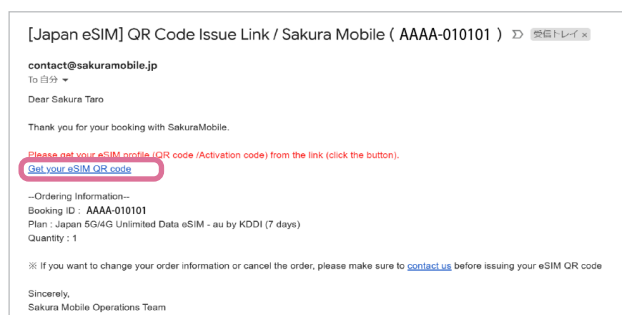 [Japan eSIM] QR Code Issue Link / Sakura Mobile ( AAAA-010101 ) 受信トレイ ×
contact@sakuramobile.jp
To 自分
Dear Sakura Taro
Thank you for your booking with SakuraMobile.
Please get your eSIM profile (QR code /Activation code) from the link (click the button).
Get your eSIM QR code
--Ordering Information--
Booking ID : AAAA-010101
Plan : Japan 5G/4G Unlimited Data eSIM - au by KDDI (7 days)
Quantity : 1
※ If you want to change your order information or cancel the order, please make sure to contact us before issuing your eSIM QR code
Sincerely,
Sakura Mobile Operations Team